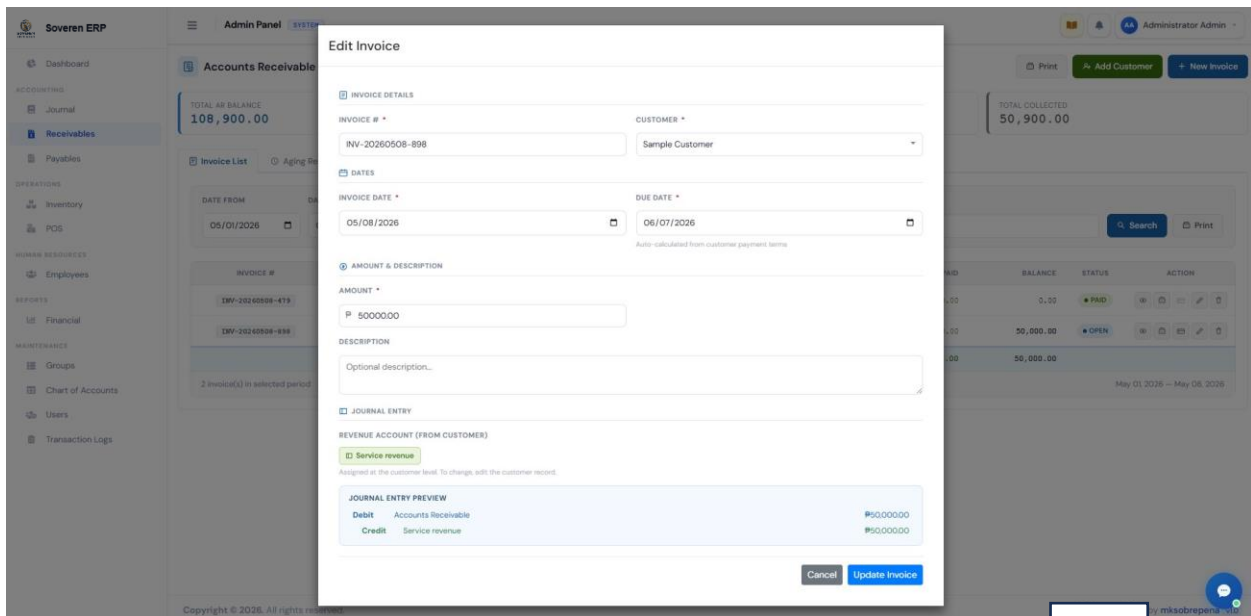 Soveren ERP
Admin Panel
Administrator Admin
AA
Dashboard
ACCOUNTING
Journal
Receivables
Payables
OPERATIONS
Inventory
POS
HUMAN RESOURCES
Employees
REPORTS
Financial
MAINTENANCE
Groups
Chart of Accounts
Users
Transaction Logs
Accounts Receivable
Print
Add Customer
+ New Invoice
TOTAL AR BALANCE
108,900.00
TOTAL COLLECTED
50,900.00
Invoice List
DATE FROM
05/01/2026
Search
Print
INVOICE #
BALANCE STATUS ACTION
INV-20260508-479
0.00 PAID
INV-20260508-898
50,000.00 OPEN
50,000.00
2 invoice(s) in selected period
Edit Invoice
INVOICE DETAILS
INVOICE # * CUSTOMER *
INV-20260508-898 Sample Customer
DATES
INVOICE DATE * DUE DATE *
05/08/2026 06/07/2026
Auto-calculated from customer payment terms
AMOUNT & DESCRIPTION
AMOUNT *
₱ 50000.00
DESCRIPTION
Optional description...
JOURNAL ENTRY
REVENUE ACCOUNT (FROM CUSTOMER)
Service revenue
Assigned at the customer level. To change, edit the customer record.
JOURNAL ENTRY PREVIEW
Debit Accounts Receivable ₱50,000.00
Credit Service revenue ₱50,000.00
Cancel Update Invoice
Copyright © 2026. All rights reserved.
by mksobrepena